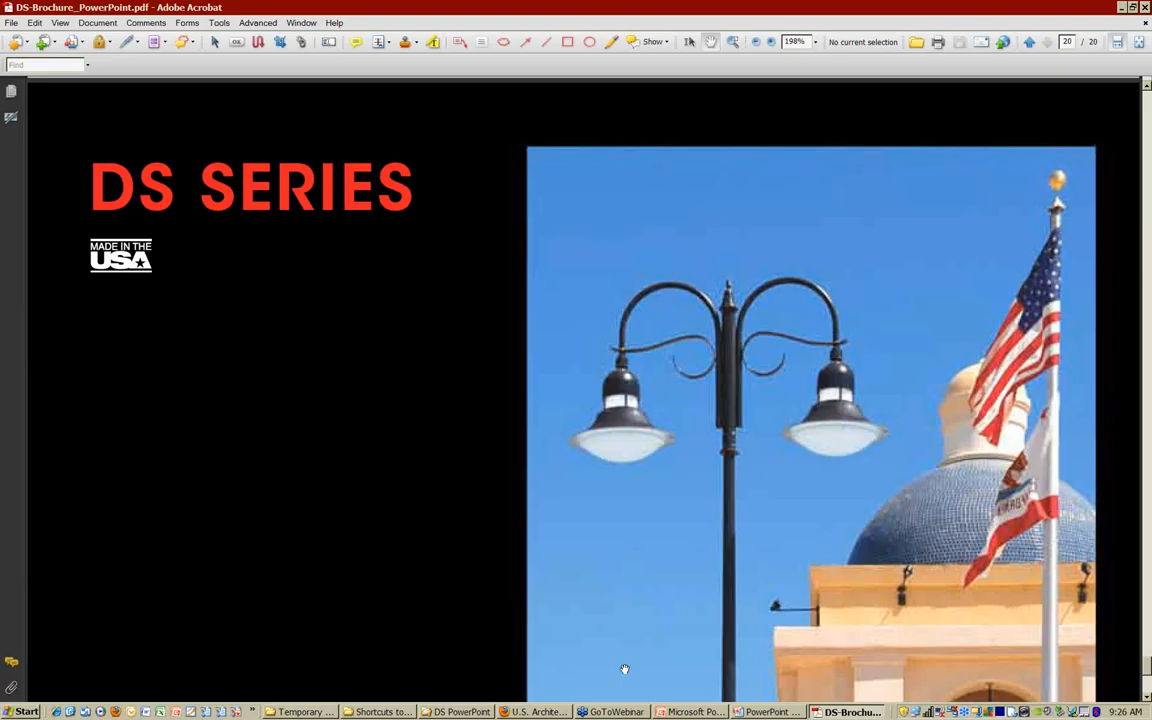 DS-Brochure_PowerPoint.pdf - Adobe Acrobat
File Edit View Document Comments Forms Tools Advanced Window Help
OK Show 198% No current selection 20 / 20
Find
DS SERIES
MADE IN THE
USA
Start Temporary ... Shortcuts to... DS PowerPoint U.S. Archite... GoToWebinar Microsoft Po... PowerPoint ... DS-Brochu... 9:26 AM